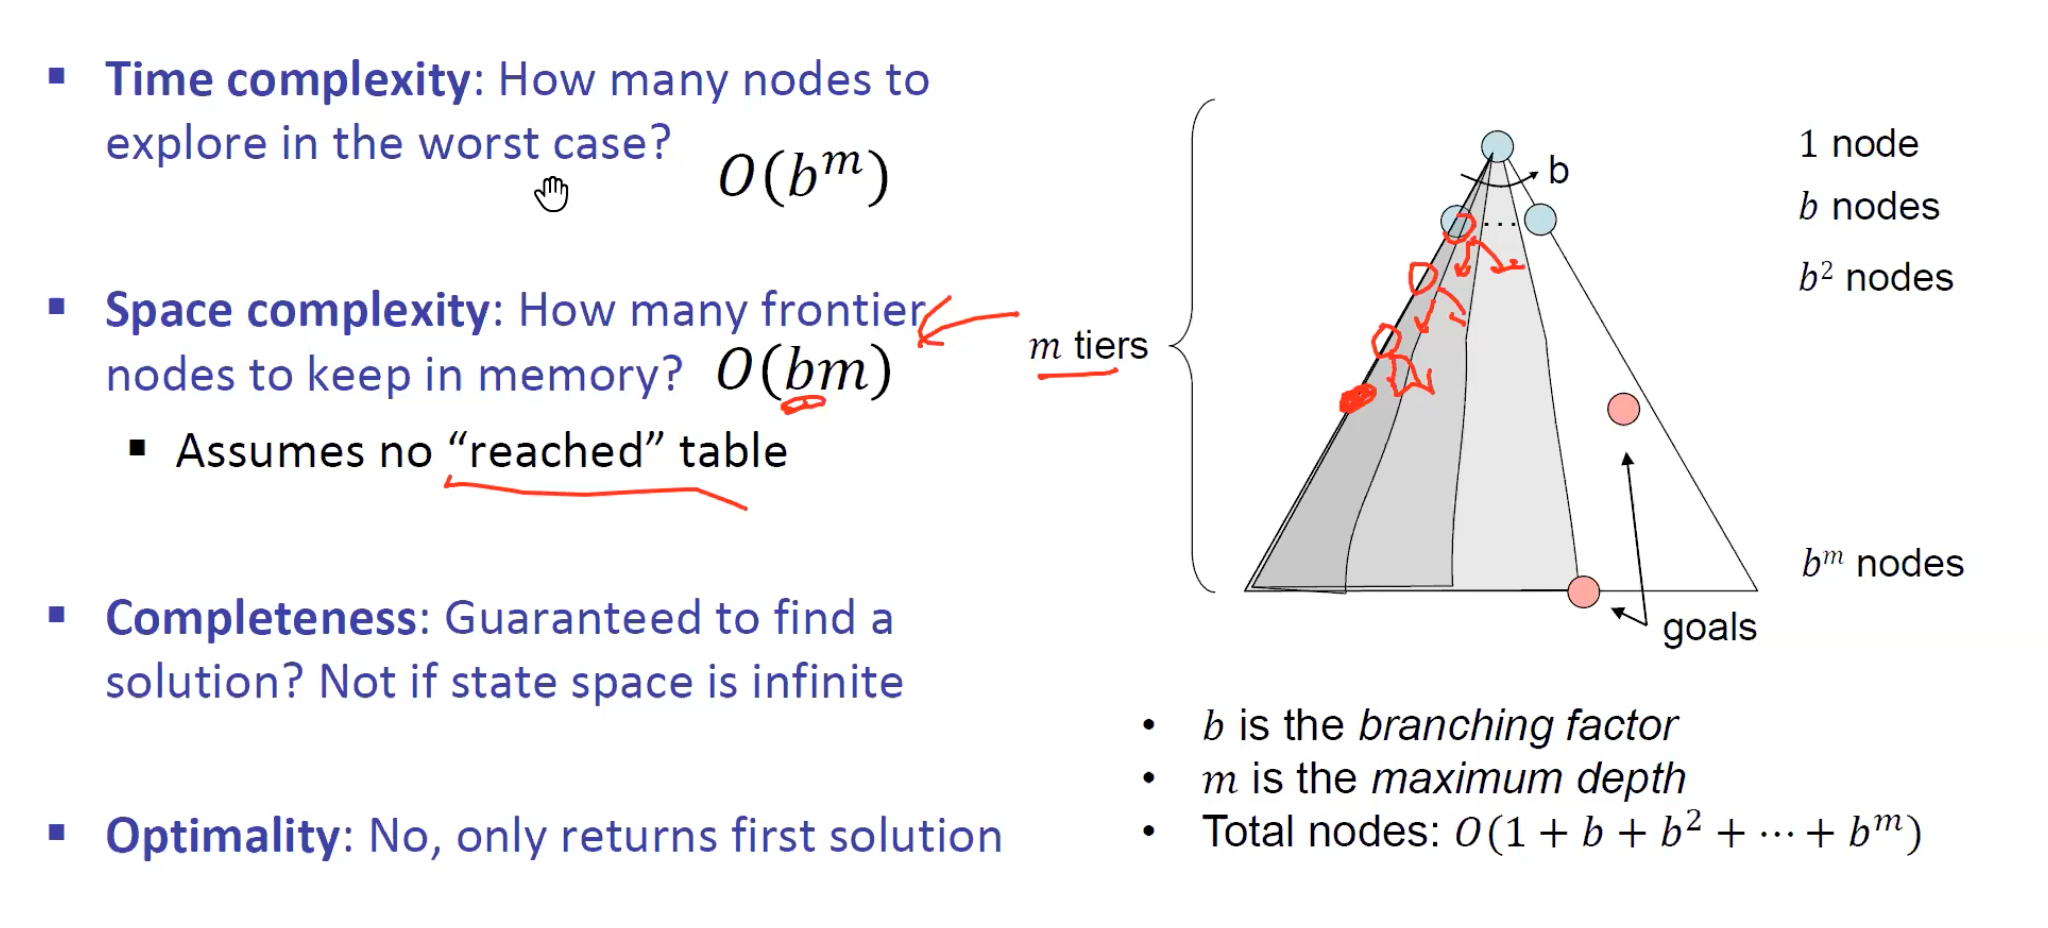 ▪ Time complexity: How many nodes to
explore in the worst case?
O(b^m)
▪ Space complexity: How many frontier
nodes to keep in memory? O(bm)
▪ Assumes no “reached” table
▪ Completeness: Guaranteed to find a
solution? Not if state space is infinite
▪ Optimality: No, only returns first solution
m tiers
b
...
1 node
b nodes
b² nodes
b^m nodes
goals
• b is the branching factor
• m is the maximum depth
• Total nodes: O(1 + b + b² + ⋯ + b^m)